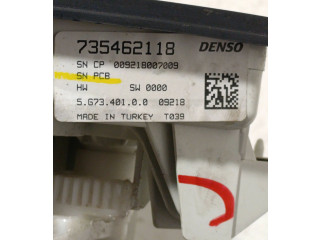 735462118 DENSO
SN CP 009218007009
SN PCB
HW SW 0000
5.G73.401.0.0 09218
MADE IN TURKEY T039